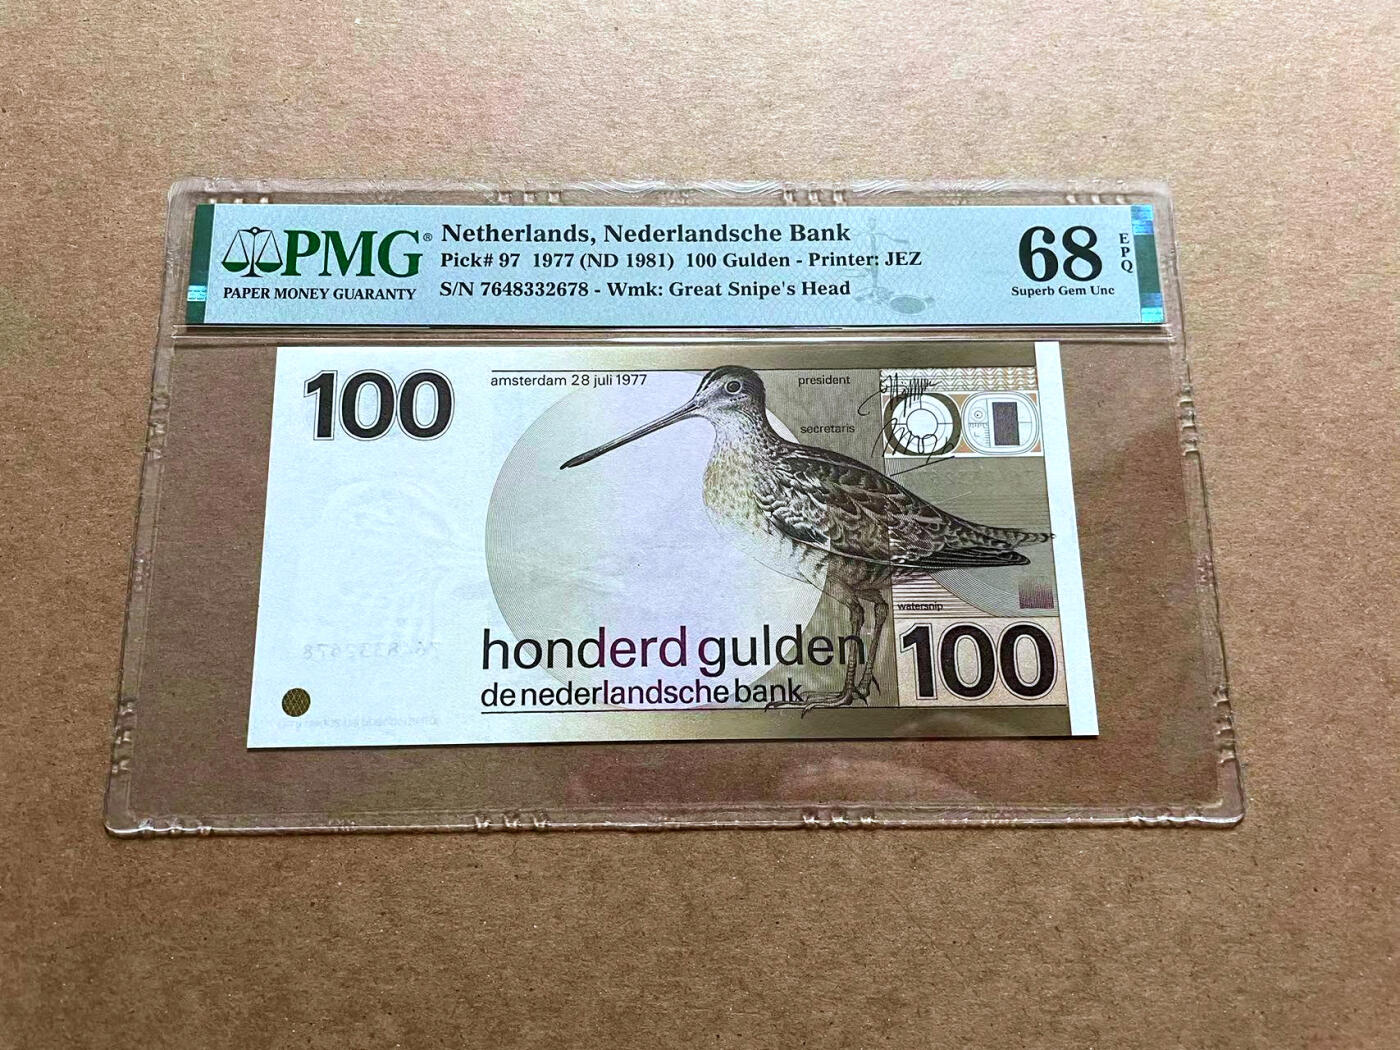 PMG®
PAPER MONEY GUARANTY
Netherlands, Nederlandsche Bank
Pick# 97 1977 (ND 1981) 100 Gulden - Printer: JEZ
S/N 7648332678 - Wmk: Great Snipe's Head
68
EPQ
Superb Gem Unc
100
amsterdam 28 juli 1977
president
secretaris
watersnip
honderd gulden
100
de nederlandsche bank